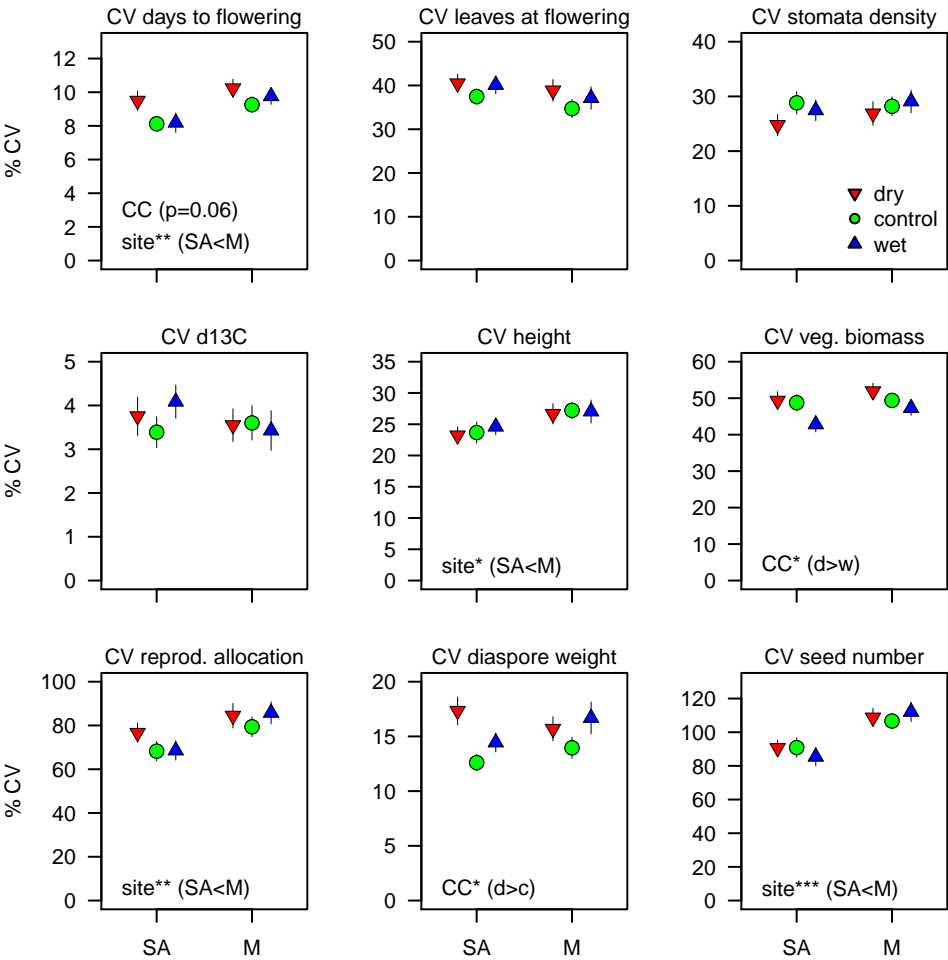 CV days to flowering
CV leaves at flowering
CV stomata density
% CV
12
10
8
6
4
2
0
CC (p=0.06)
site** (SA<M)
50
40
30
20
10
0
40
30
20
10
0
dry
control
wet
CV d13C
CV height
CV veg. biomass
% CV
5
4
3
2
1
0
35
30
25
20
15
10
5
0
site* (SA<M)
60
50
40
30
20
10
0
CC* (d>w)
CV reprod. allocation
CV diaspore weight
CV seed number
% CV
100
80
60
40
20
0
site** (SA<M)
20
15
10
5
0
CC* (d>c)
120
100
80
60
40
20
0
site*** (SA<M)
SA M
SA M
SA M